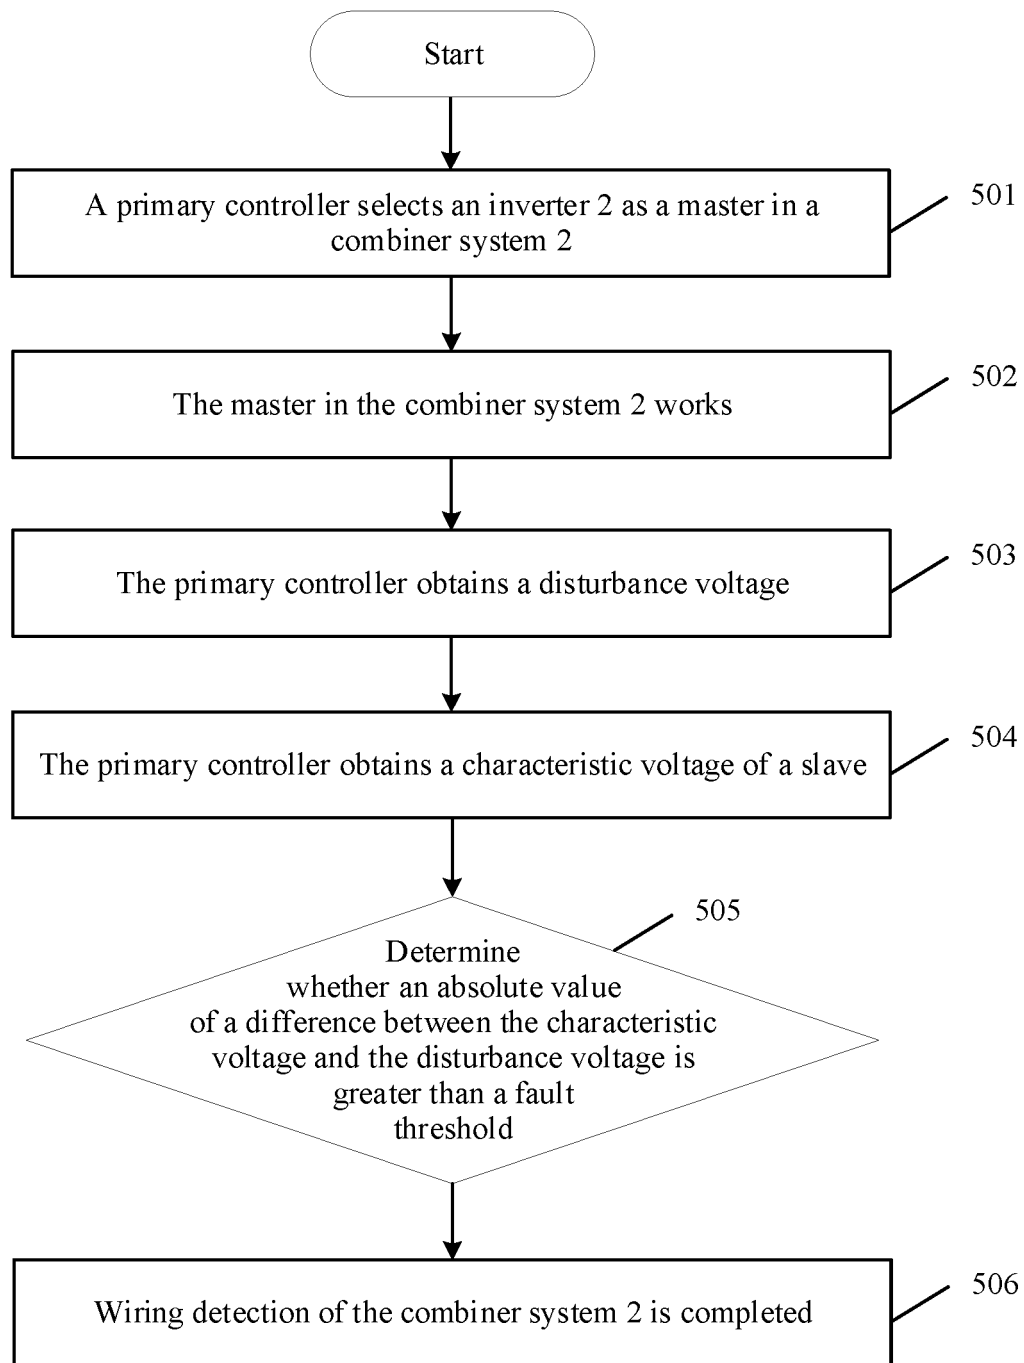 Start
A primary controller selects an inverter 2 as a master in a
combiner system 2
501
The master in the combiner system 2 works
502
The primary controller obtains a disturbance voltage
503
The primary controller obtains a characteristic voltage of a slave
504
505
Determine
whether an absolute value
of a difference between the characteristic
voltage and the disturbance voltage is
greater than a fault
threshold
Wiring detection of the combiner system 2 is completed
506